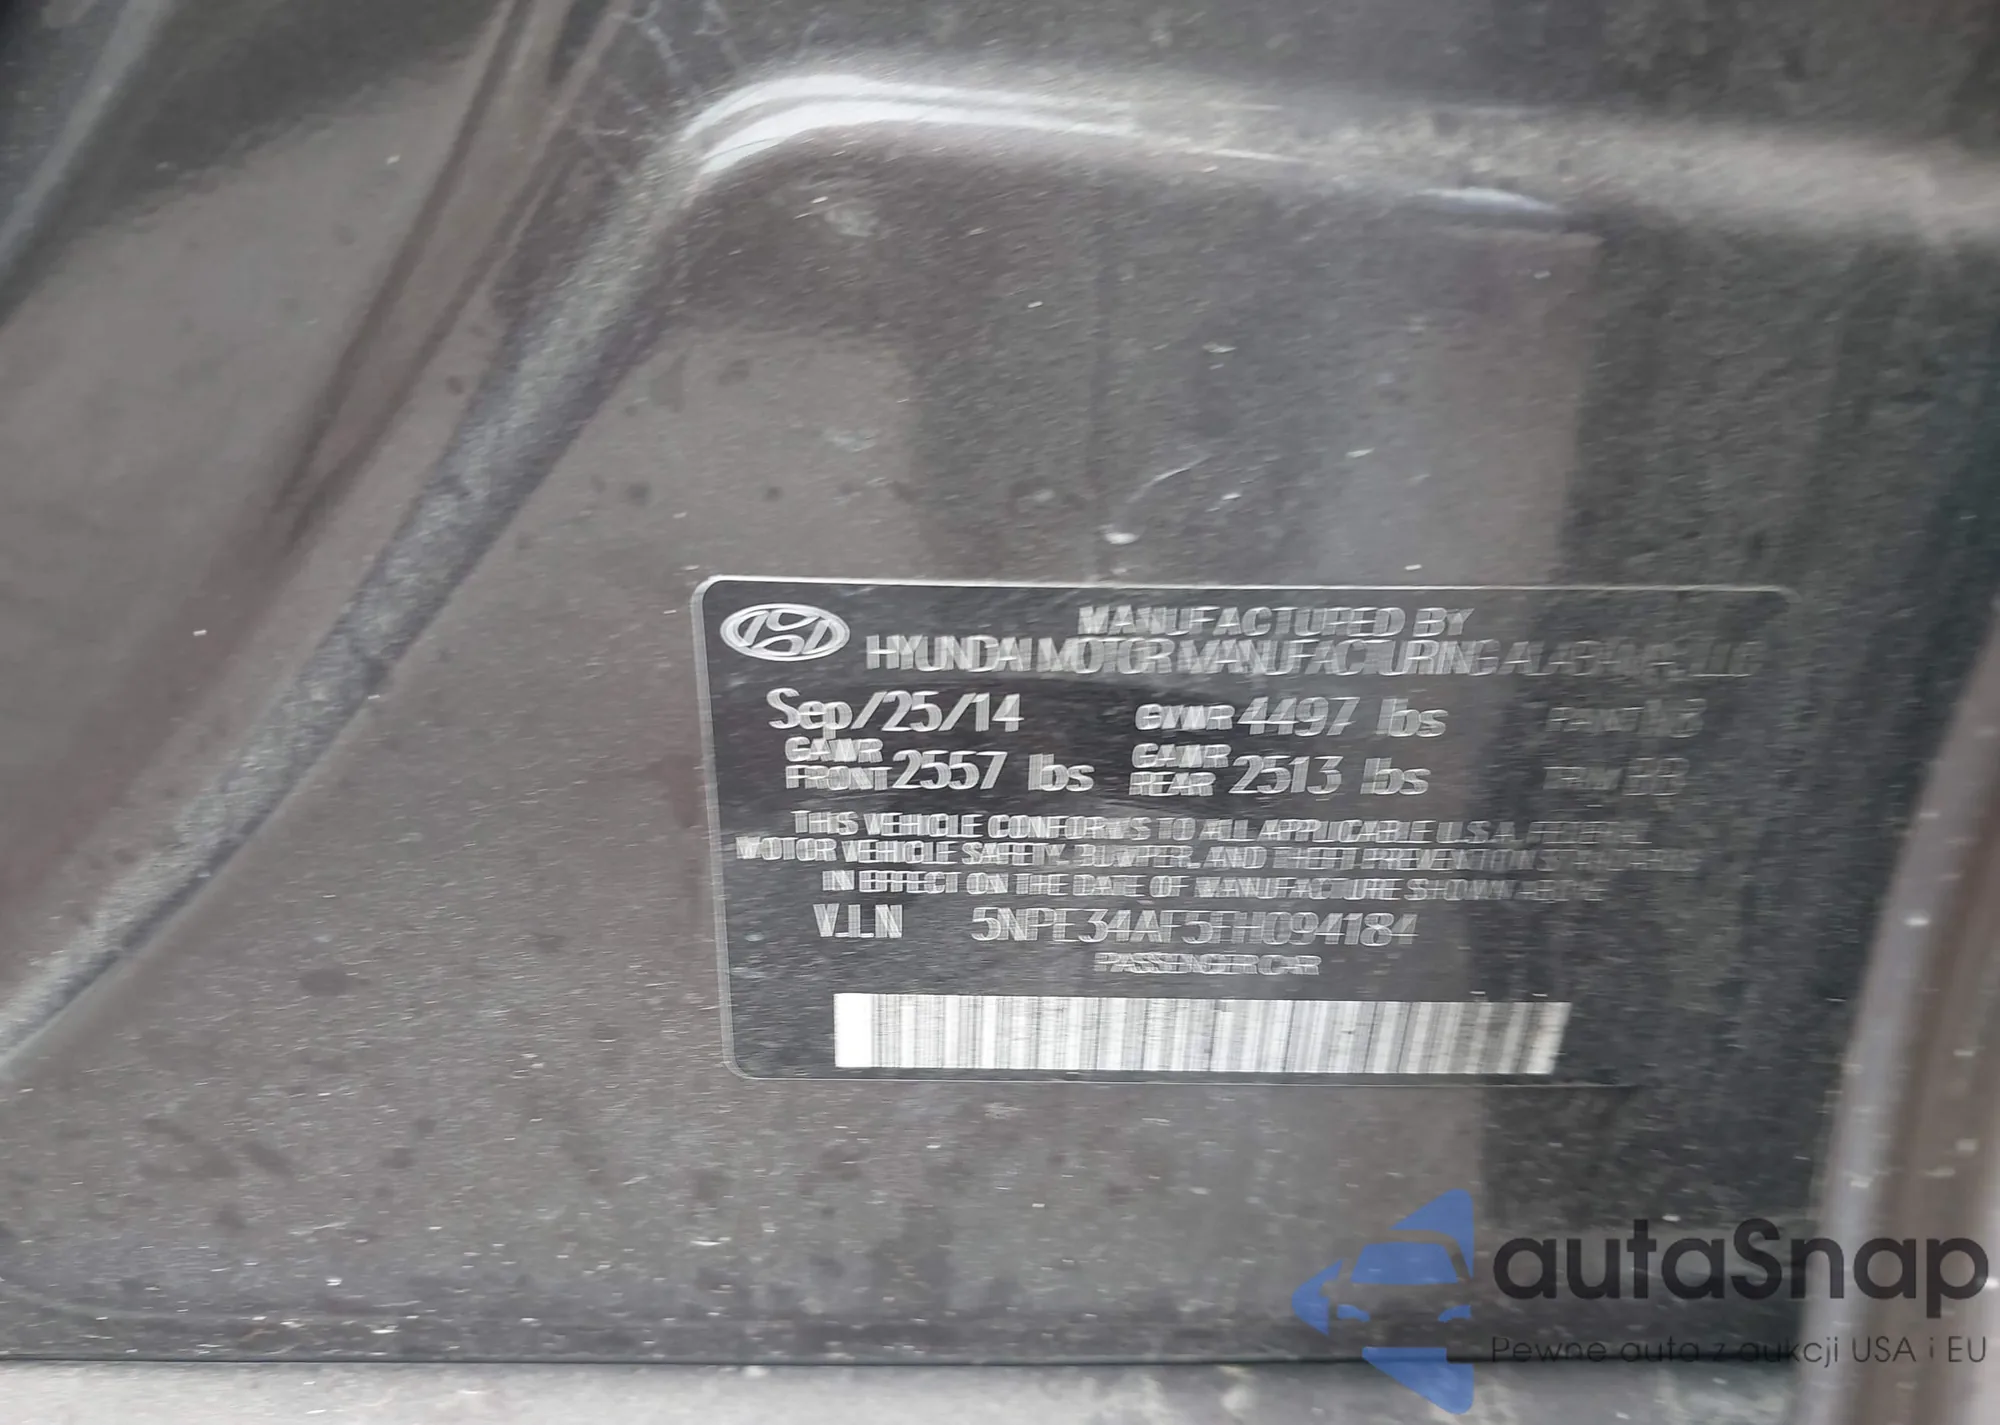 MANUFACTURED BY
HYUNDAI MOTOR MANUFACTURING ALABAMA, LLC
Sep/25/14 GVWR 4497 lbs PAINT
GAWR FRONT 2557 lbs GAWR REAR 2513 lbs TRIM
THIS VEHICLE CONFORMS TO ALL APPLICABLE U.S.A. FEDERAL
MOTOR VEHICLE SAFETY, BUMPER, AND THEFT PREVENTION STANDARDS
IN EFFECT ON THE DATE OF MANUFACTURE SHOWN ABOVE
V.I.N 5NPE34AF5FH094184
PASSENGER CAR
autaSnap
Pewne auta z aukcji USA i EU